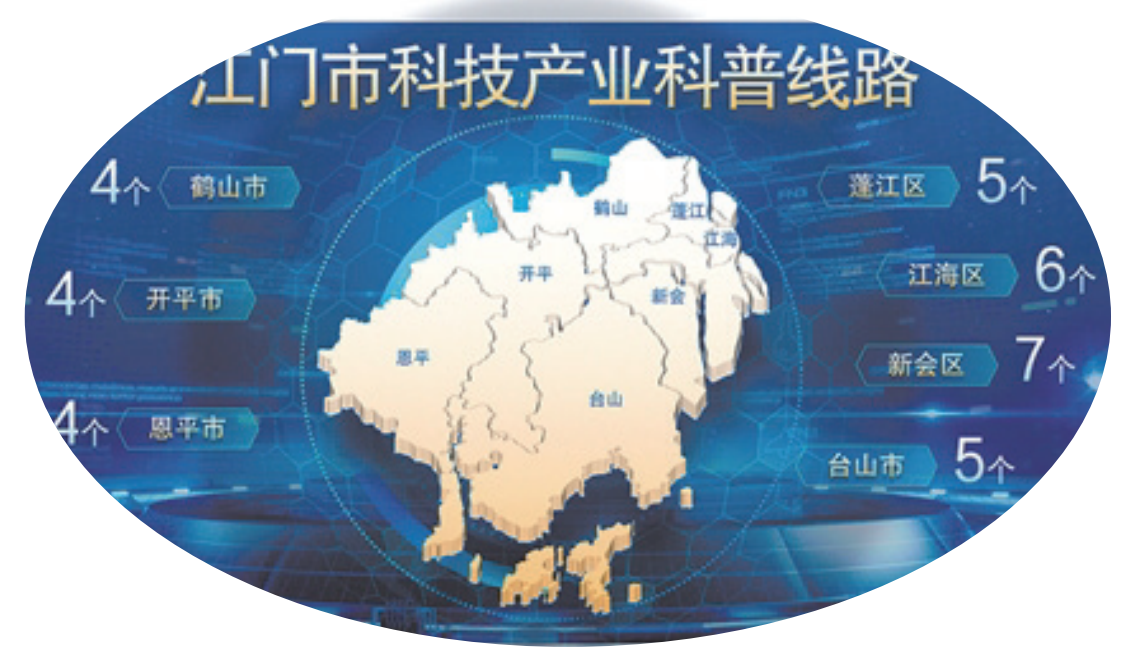 江门市科技产业科普线路
4个 鹤山市
4个 开平市
4个 恩平市
蓬江区 5个
江海区 6个
新会区 7个
台山市 5个
鹤山
蓬江
江海
开平
新会
恩平
台山